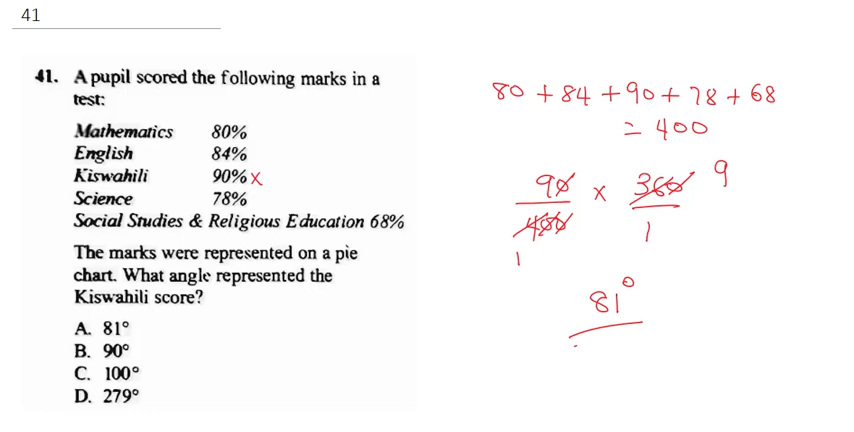 41
41. A pupil scored the following marks in a
test:
Mathematics 80%
English 84%
Kiswahili 90% x
Science 78%
Social Studies & Religious Education 68%
The marks were represented on a pie
chart. What angle represented the
Kiswahili score?
A. 81°
B. 90°
C. 100°
D. 279°
80 + 84 + 90 + 78 + 68
= 400
90 x 360 9
400 1
1
81°